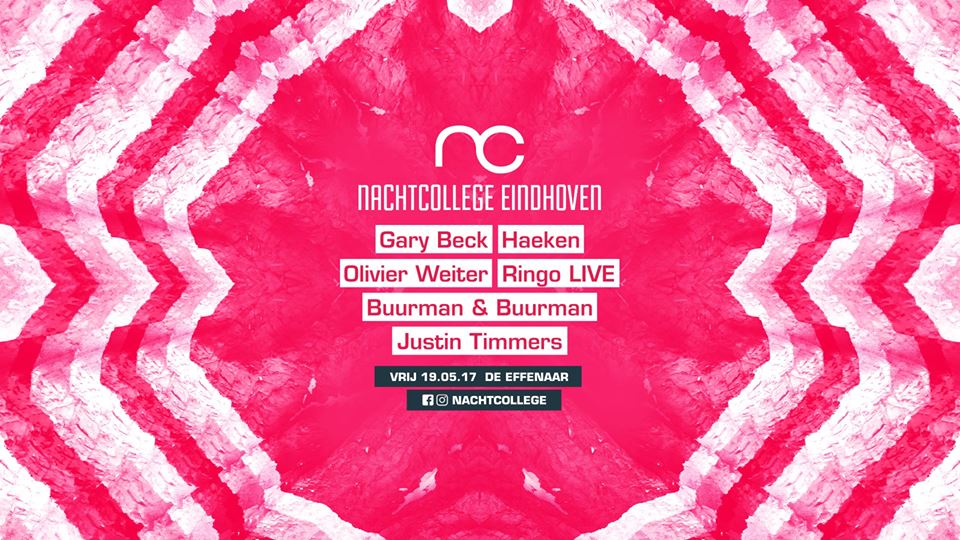 nc
NACHTCOLLEGE EINDHOVEN
Gary Beck Haeken
Olivier Weiter Ringo LIVE
Buurman & Buurman
Justin Timmers
VRIJ 19.05.17 DE EFFENAAR
NACHTCOLLEGE